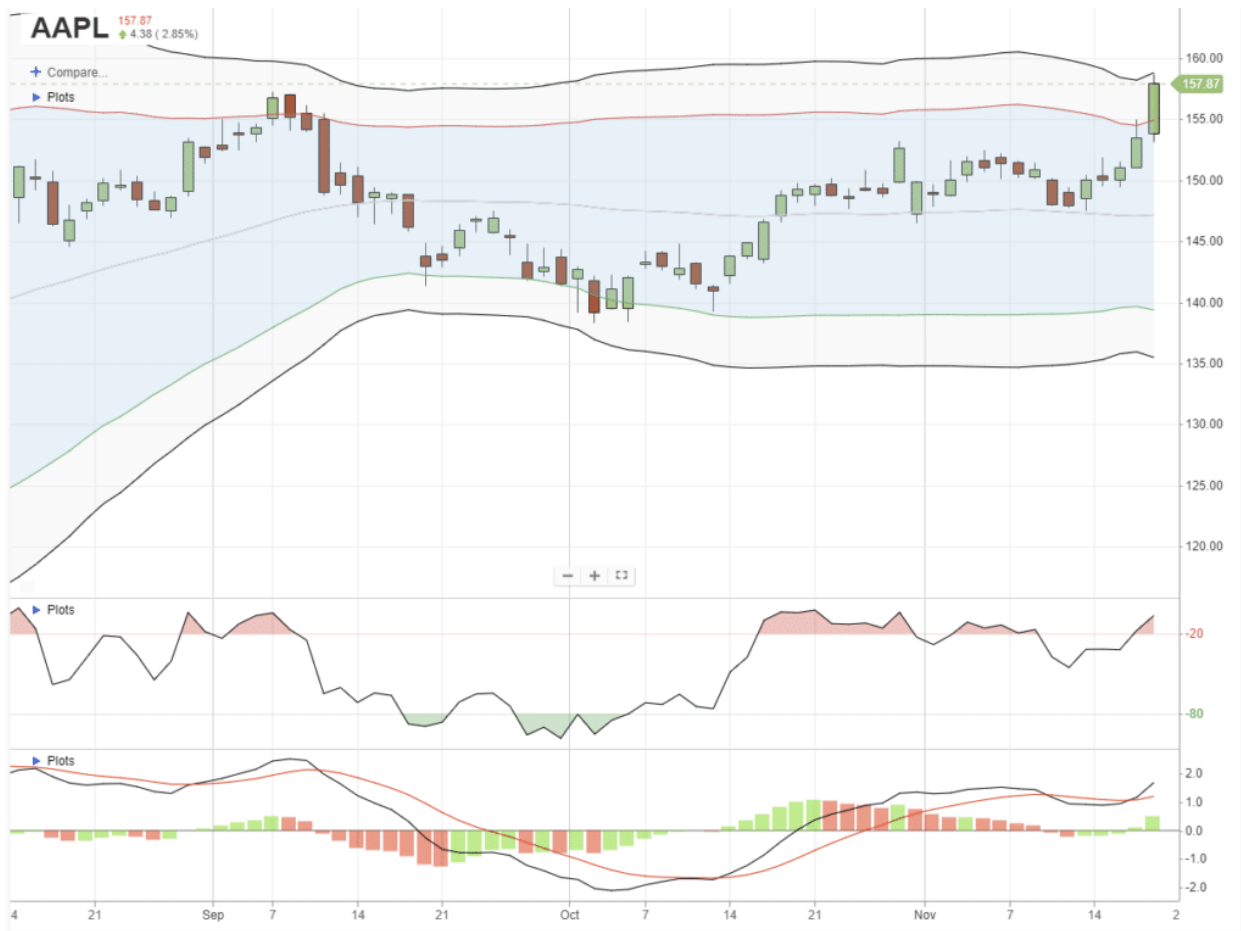 AAPL 157.87
4.38 ( 2.85%)
Compare...
Plots
160.00
157.87
155.00
150.00
145.00
140.00
135.00
130.00
125.00
120.00
Plots
-20
-80
Plots
2.0
1.0
0.0
-1.0
-2.0
4 21 Sep 7 14 21 Oct 7 14 21 Nov 7 14 2